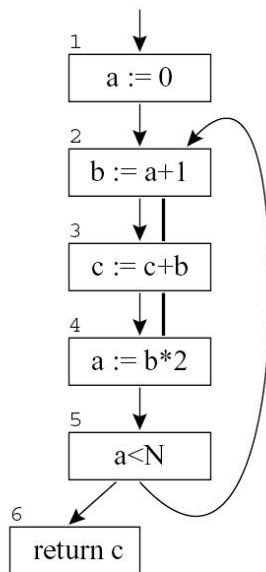 1
a := 0
2
b := a+1
3
c := c+b
4
a := b*2
5
a<N
6
return c